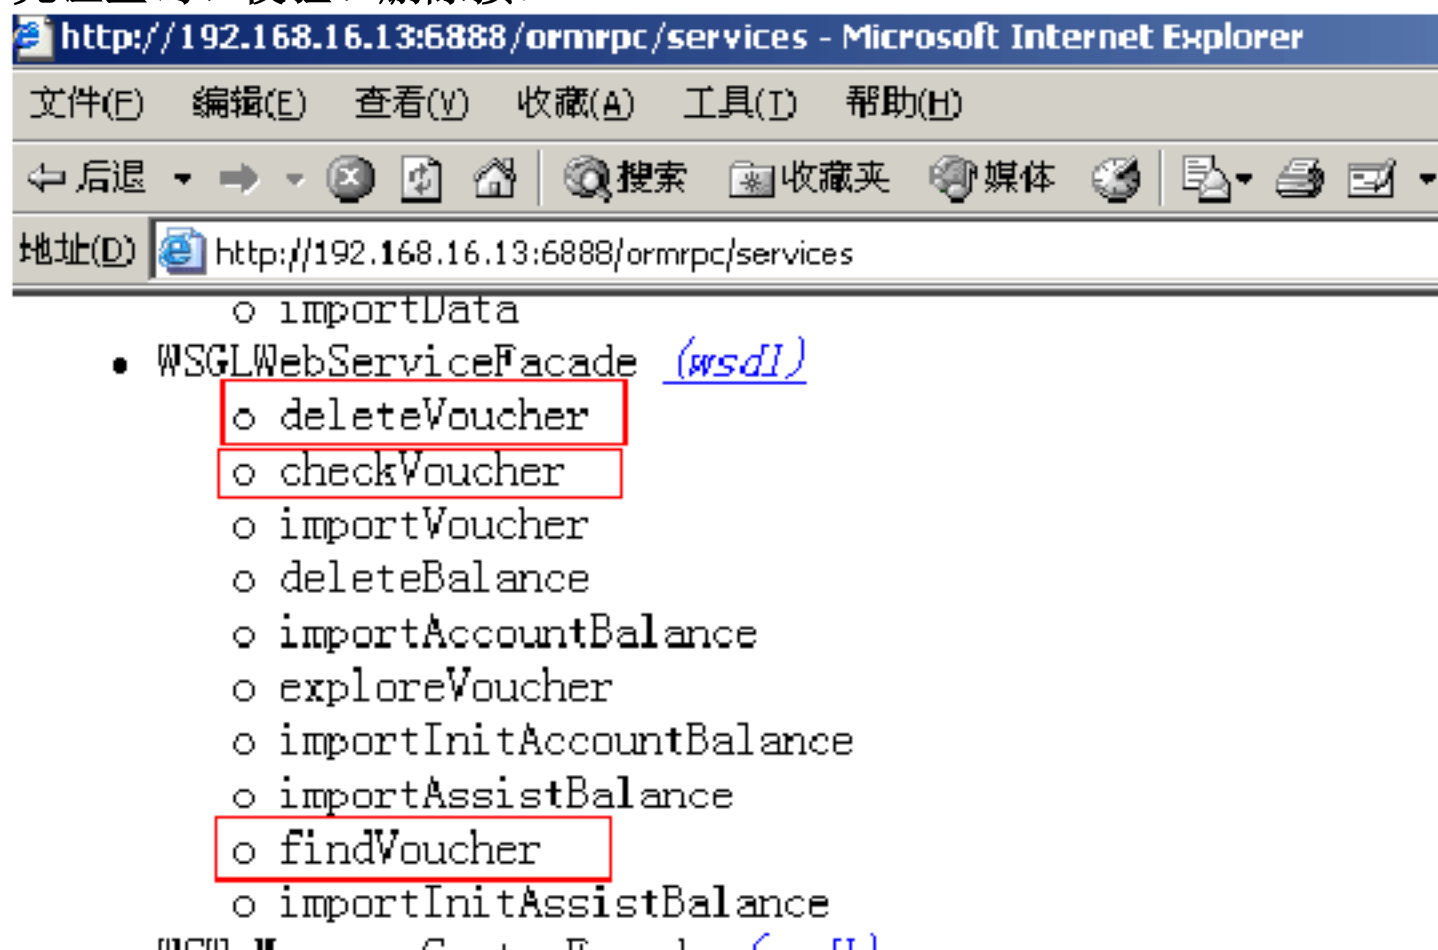 http://192.168.16.13:6888/ormrpc/services - Microsoft Internet Explorer
文件(F) 编辑(E) 查看(V) 收藏(A) 工具(T) 帮助(H)
后退 搜索 收藏夹 媒体
地址(D) http://192.168.16.13:6888/ormrpc/services
importData
WSGLWebServiceFacade (wsdl)
deleteVoucher
checkVoucher
importVoucher
deleteBalance
importAccountBalance
exploreVoucher
importInitAccountBalance
importAssistBalance
findVoucher
importInitAssistBalance